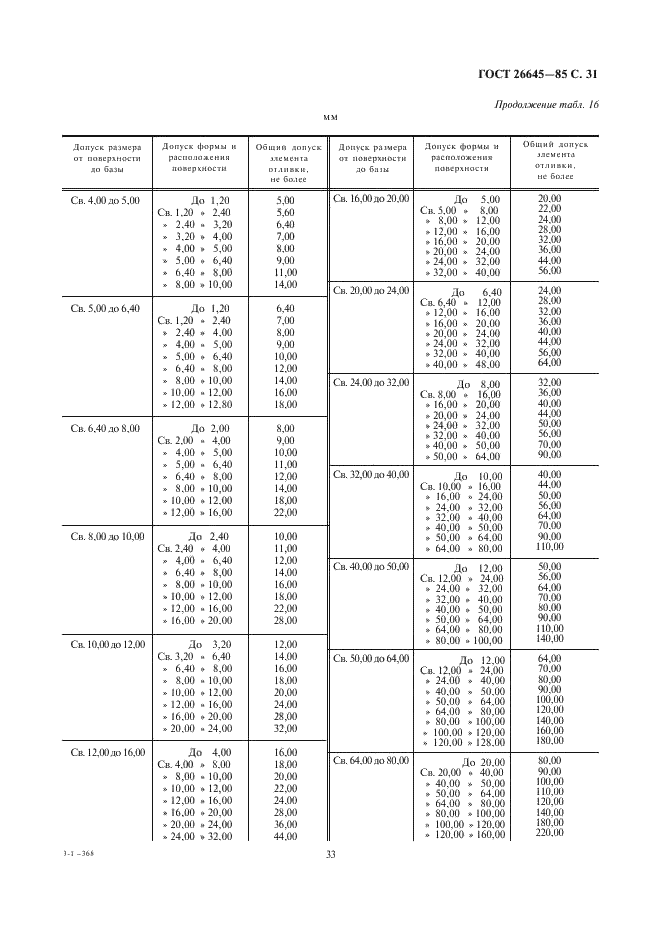 ГОСТ 26645—85 С. 31
Продолжение табл. 16
мм
Допуск размера от поверхности до базы | Допуск формы и расположения поверхности | Общий допуск элемента отливки, не более
Св. 4,00 до 5,00 До 1,20 5,00
Св. 1,20 » 2,40 5,60
» 2,40 » 3,20 6,40
» 3,20 » 4,00 7,00
» 4,00 » 5,00 8,00
» 5,00 » 6,40 9,00
» 6,40 » 8,00 11,00
» 8,00 » 10,00 14,00
Св. 5,00 до 6,40 До 1,20 6,40
Св. 1,20 » 2,40 7,00
» 2,40 » 4,00 8,00
» 4,00 » 5,00 9,00
» 5,00 » 6,40 10,00
» 6,40 » 8,00 12,00
» 8,00 » 10,00 14,00
» 10,00 » 12,00 16,00
» 12,00 » 12.80 18,00
Св. 6,40 до 8,00 До 2,00 8,00
Св. 2,00 » 4,00 9,00
» 4,00 » 5,00 10,00
» 5,00 » 6,40 11,00
» 6,40 » 8,00 12,00
» 8,00 » 10,00 14,00
» 10,00 » 12,00 18,00
» 12,00 » 16,00 22,00
Св. 8,00 до 10,00 До 2,40 10,00
Св. 2,40 » 4,00 11,00
» 4,00 » 6,40 12,00
» 6,40 » 8,00 14,00
» 8,00 » 10,00 16,00
» 10,00 » 12,00 18,00
» 12,00 » 16,00 22,00
» 16,00 » 20,00 28,00
Св. 10,00 до 12,00 До 3,20 12,00
Св. 3,20 » 6,40 14,00
» 6,40 » 8,00 16,00
» 8,00 » 10,00 18,00
» 10,00 » 12,00 20,00
» 12,00 » 16,00 24,00
» 16,00 » 20,00 28,00
» 20,00 » 24,00 32,00
Св. 12,00 до 16,00 До 4,00 16,00
Св. 4,00 » 8,00 18,00
» 8,00 » 10,00 20,00
» 10,00 » 12,00 22,00
» 12,00 » 16,00 24,00
» 16,00 » 20,00 28,00
» 20,00 » 24,00 36,00
» 24,00 » 32,00 44,00
Допуск размера от поверхности до базы | Допуск формы и расположения поверхности | Общий допуск элемента отливки, не более
Св. 16,00 до 20,00 До 5,00 20,00
Св. 5,00 » 8,00 22,00
» 8,00 » 12,00 24,00
» 12,00 » 16,00 28,00
» 16,00 » 20,00 32,00
» 20,00 » 24,00 36,00
» 24,00 » 32,00 44,00
» 32,00 » 40,00 56,00
Св. 20,00 до 24,00 До 6,40 24,00
Св. 6,40 » 12,00 28,00
» 12,00 » 16,00 32,00
» 16,00 » 20,00 36,00
» 20,00 » 24,00 40,00
» 24,00 » 32,00 44,00
» 32,00 » 40,00 56,00
» 40,00 » 48,00 64,00
Св. 24,00 до 32,00 До 8,00 32,00
Св. 8,00 » 16,00 36,00
» 16,00 » 20,00 40,00
» 20,00 » 24,00 44,00
» 24,00 » 32,00 50,00
» 32,00 » 40,00 56,00
» 40,00 » 50,00 70,00
» 50,00 » 64,00 90,00
Св. 32,00 до 40,00 До 10,00 40,00
Св. 10,00 » 16,00 44,00
» 16,00 » 24,00 50,00
» 24,00 » 32,00 56,00
» 32,00 » 40,00 64,00
» 40,00 » 50,00 70,00
» 50,00 » 64.00 90,00
» 64,00 » 80,00 110,00
Св. 40,00 до 50,00 До 12,00 50,00
Св. 12,00 » 24,00 56,00
» 24,00 » 32,00 64,00
» 32,00 » 40,00 70,00
» 40,00 » 50,00 80,00
» 50,00 » 64,00 90,00
» 64,00 » 80,00 110,00
» 80,00 » 100,00 140,00
Св. 50,00 до 64,00 До 12,00 64,00
Св. 12,00 » 24,00 70,00
» 24,00 » 40,00 80,00
» 40,00 » 50,00 90,00
» 50,00 » 64,00 100,00
» 64,00 » 80,00 120,00
» 80,00 » 100,00 140,00
» 100,00 » 120,00 160,00
» 120,00 » 128,00 180,00
Св. 64,00 до 80,00 До 20,00 80,00
Св. 20,00 » 40,00 90,00
» 40,00 » 50,00 100,00
» 50,00 » 64,00 110,00
» 64,00 » 80,00 120,00
» 80,00 » 100,00 140,00
» 100,00 » 120,00 180,00
» 120,00 » 160,00 220,00
3-1 –366
33